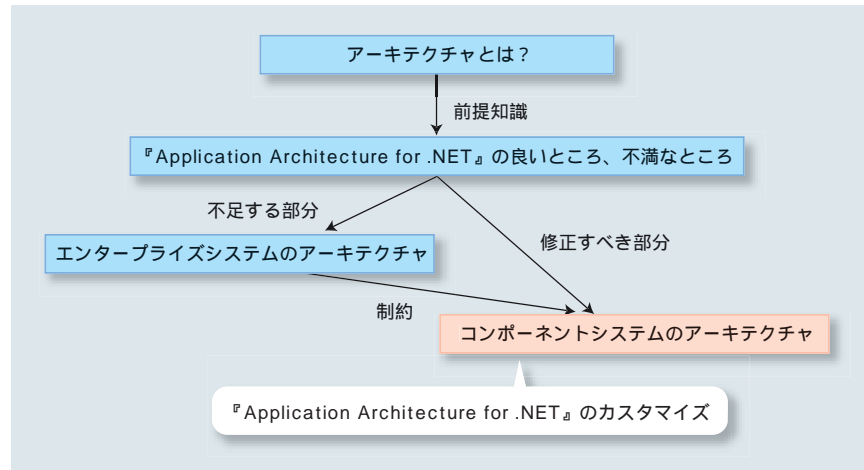 アーキテクチャとは？
前提知識
『Application Architecture for .NET』の良いところ、不満なところ
不足する部分
修正すべき部分
エンタープライズシステムのアーキテクチャ
制約
コンポーネントシステムのアーキテクチャ
『Application Architecture for .NET』のカスタマイズ